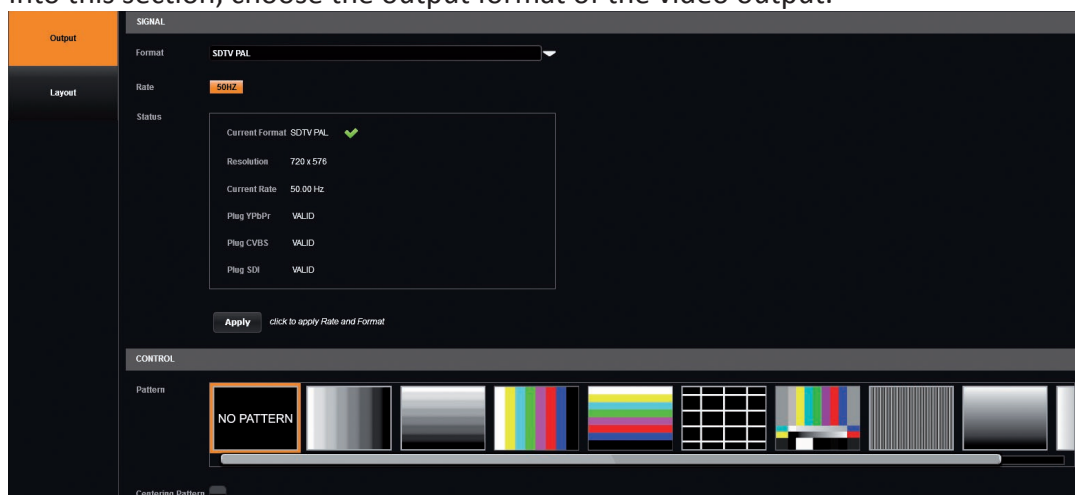 Into this section, choose the output format of the video output.
Output
Layout
SIGNAL
Format SDTV PAL
Rate 50HZ
Status
Current Format SDTV PAL
Resolution 720 x 576
Current Rate 50.00 Hz
Plug YPbPr VALID
Plug CVBS VALID
Plug SDI VALID
Apply click to apply Rate and Format
CONTROL
Pattern
NO PATTERN
Centering Pattern